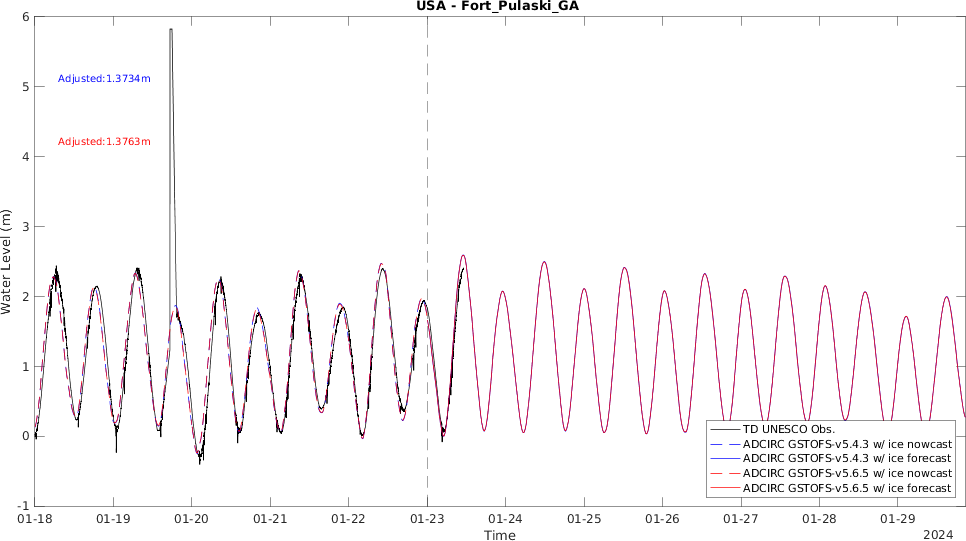 USA - Fort_Pulaski_GA
6
5
4
3
2
1
0
-1
Water Level (m)
Adjusted:1.3734m
Adjusted:1.3763m
TD UNESCO Obs.
ADCIRC GSTOFS-v5.4.3 w/ ice nowcast
ADCIRC GSTOFS-v5.4.3 w/ ice forecast
ADCIRC GSTOFS-v5.6.5 w/ ice nowcast
ADCIRC GSTOFS-v5.6.5 w/ ice forecast
01-18 01-19 01-20 01-21 01-22 01-23 01-24 01-25 01-26 01-27 01-28 01-29
Time
2024